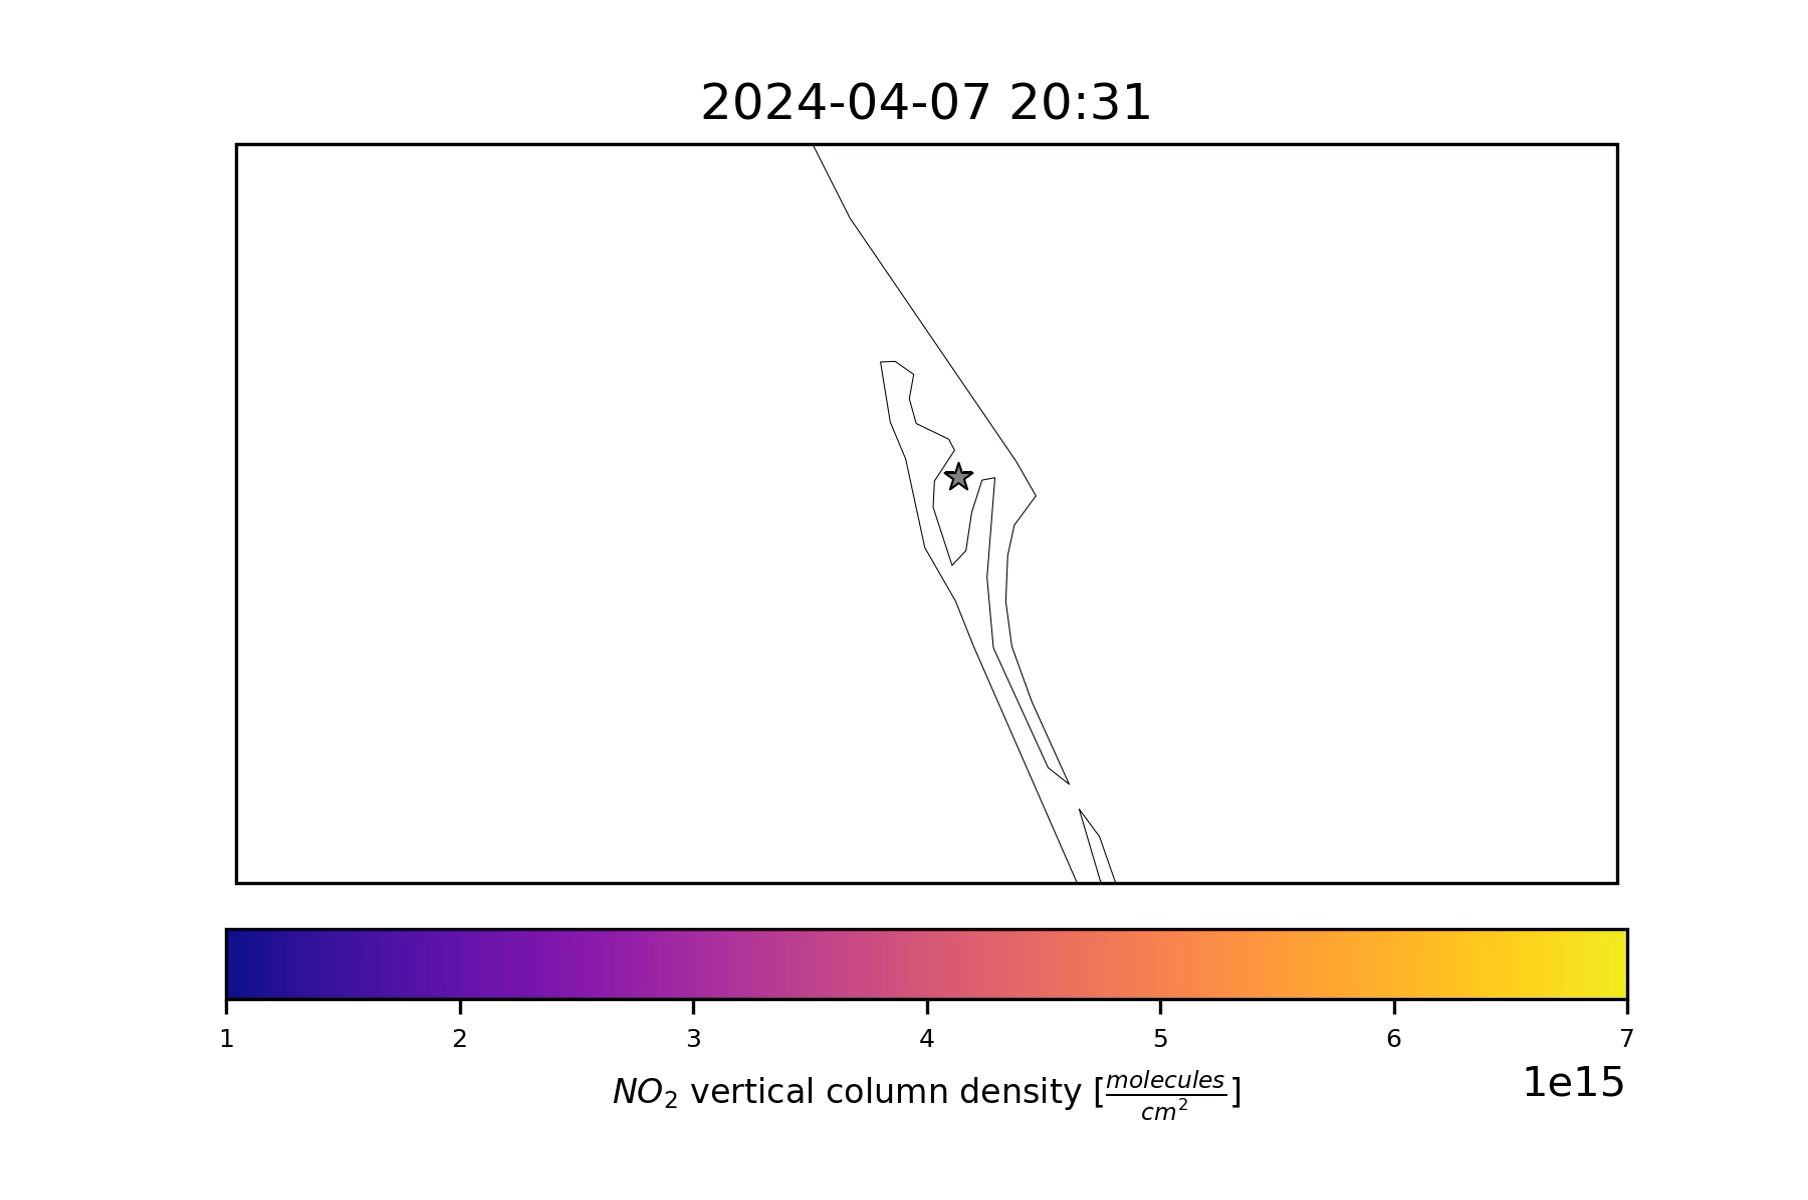 2024-04-07 20:31
1 2 3 4 5 6 7
1e15
NO₂ vertical column density [molecules/cm²]